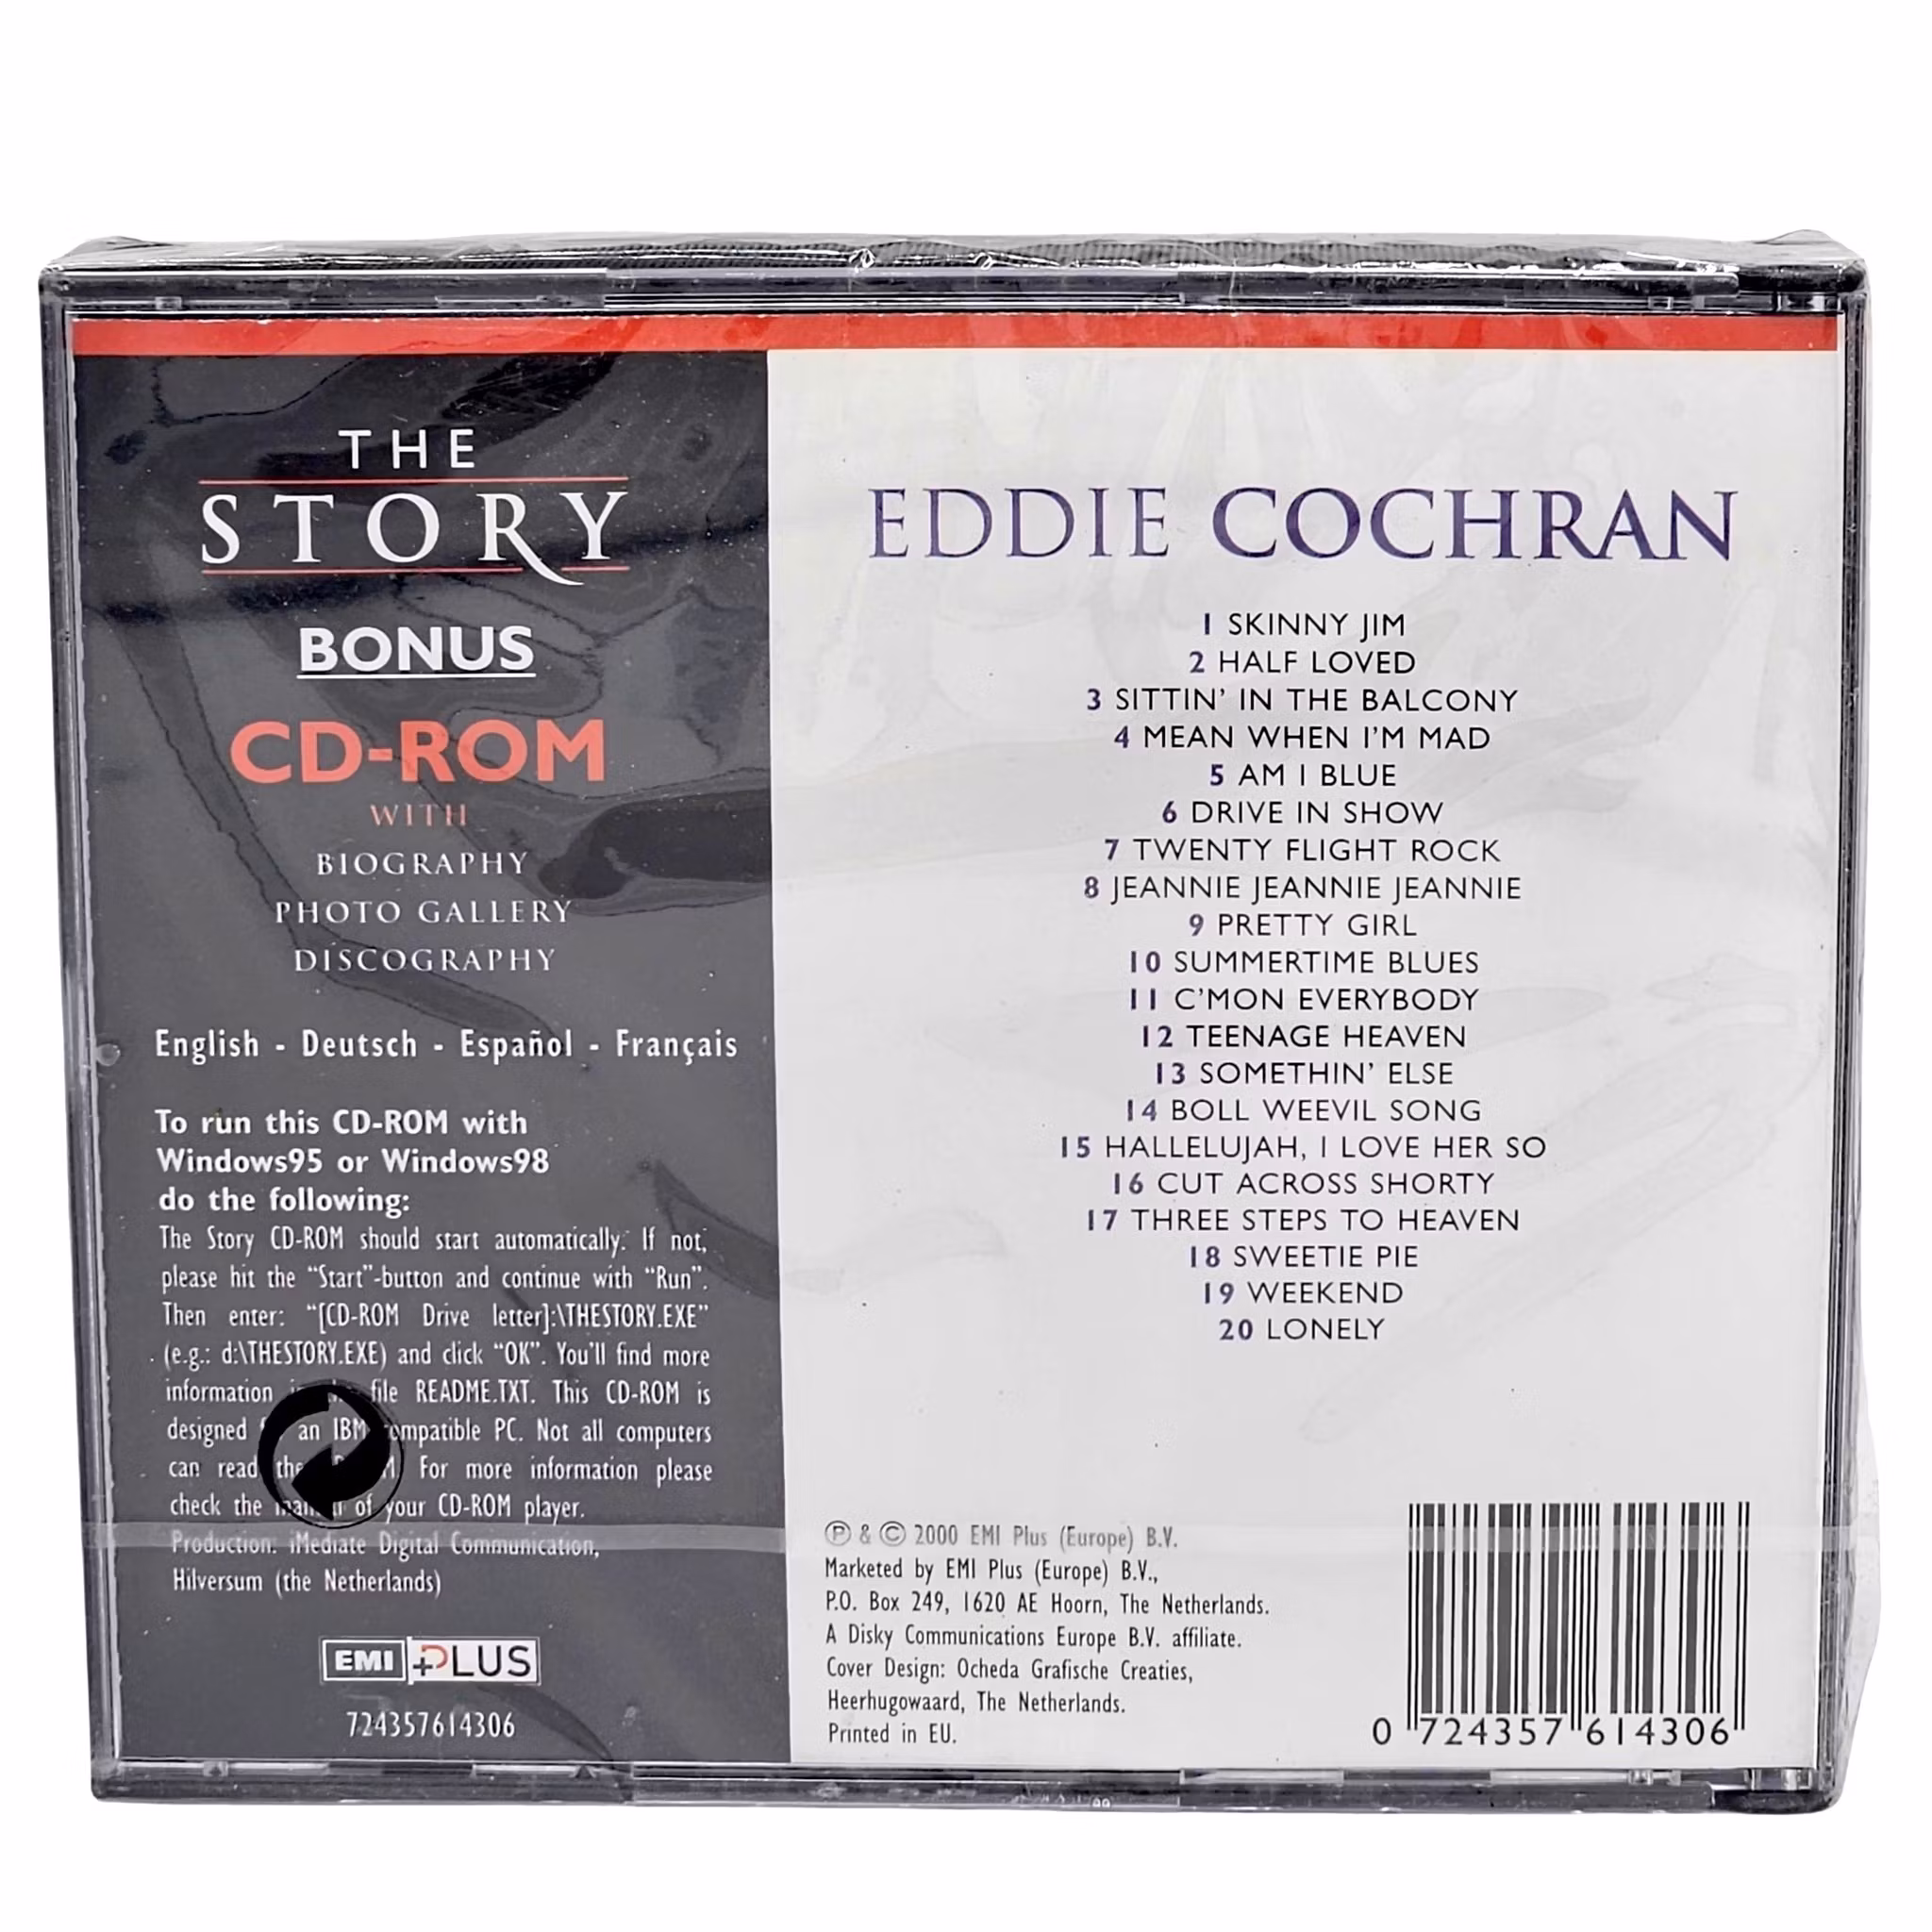 THE
STORY
BONUS
CD-ROM
WITH
BIOGRAPHY
PHOTO GALLERY
DISCOGRAPHY
English - Deutsch - Español - Français
To run this CD-ROM with
Windows95 or Windows98
do the following:
The Story CD-ROM should start automatically. If not,
please hit the “Start”-button and continue with “Run”.
Then enter: “[CD-ROM Drive letter]:\THESTORY.EXE”
(e.g.: d:\THESTORY.EXE) and click “OK”. You'll find more
information file README.TXT. This CD-ROM is
designed an IBM compatible PC. Not all computers
can read the For more information please
check the of your CD-ROM player.
Production: iMediate Digital Communication,
Hilversum (the Netherlands)
EMI PLUS
724357614306
EDDIE COCHRAN
1 SKINNY JIM
2 HALF LOVED
3 SITTIN' IN THE BALCONY
4 MEAN WHEN I'M MAD
5 AM I BLUE
6 DRIVE IN SHOW
7 TWENTY FLIGHT ROCK
8 JEANNIE JEANNIE JEANNIE
9 PRETTY GIRL
10 SUMMERTIME BLUES
11 C'MON EVERYBODY
12 TEENAGE HEAVEN
13 SOMETHIN' ELSE
14 BOLL WEEVIL SONG
15 HALLELUJAH, I LOVE HER SO
16 CUT ACROSS SHORTY
17 THREE STEPS TO HEAVEN
18 SWEETIE PIE
19 WEEKEND
20 LONELY
℗ & © 2000 EMI Plus (Europe) B.V.
Marketed by EMI Plus (Europe) B.V.,
P.O. Box 249, 1620 AE Hoorn, The Netherlands.
A Disky Communications Europe B.V. affiliate.
Cover Design: Ocheda Grafische Creaties,
Heerhugowaard, The Netherlands.
Printed in EU.
0 724357 614306